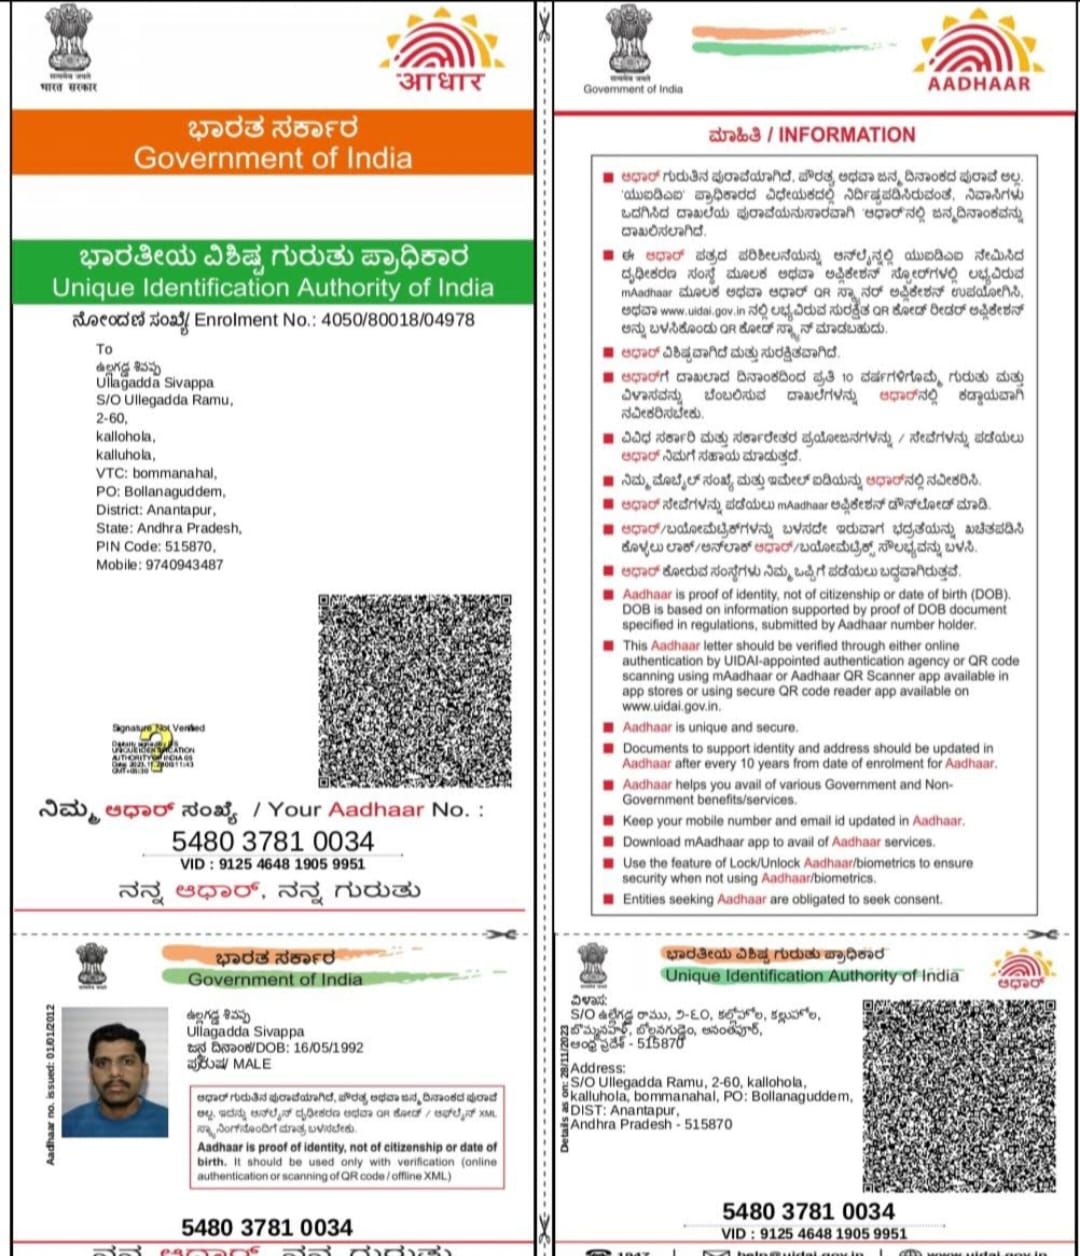 सत्यमेव जयते
भारत सरकार
आधार
ಭಾರತ ಸರ್ಕಾರ
Government of India
ಭಾರತೀಯ ವಿಶಿಷ್ಟ ಗುರುತು ಪ್ರಾಧಿಕಾರ
Unique Identification Authority of India
ನೋಂದಣಿ ಸಂಖ್ಯೆ/ Enrolment No.: 4050/80018/04978
To
ಉಲ್ಲಗಡ್ಡ ಶಿವಪ್ಪ
Ullagadda Sivappa
S/O Ullegadda Ramu,
2-60,
kallohola,
kalluhola,
VTC: bommanahal,
PO: Bollanaguddem,
District: Anantapur,
State: Andhra Pradesh,
PIN Code: 515870,
Mobile: 9740943487
Signature Not Verified
ನಿಮ್ಮ ಆಧಾರ್ ಸಂಖ್ಯೆ / Your Aadhaar No. :
5480 3781 0034
VID : 9125 4648 1905 9951
ನನ್ನ ಆಧಾರ್, ನನ್ನ ಗುರುತು
Government of India
AADHAAR
ಮಾಹಿತಿ / INFORMATION
ಆಧಾರ್ ಗುರುತಿನ ಪುರಾವೆಯಾಗಿದೆ, ಪೌರತ್ವ ಅಥವಾ ಜನ್ಮ ದಿನಾಂಕದ ಪುರಾವೆ ಅಲ್ಲ.
'ಯುಐಡಿಎಐ' ಪ್ರಾಧಿಕಾರದ ವಿಧೇಯಕದಲ್ಲಿ ನಿರ್ದಿಷ್ಟಪಡಿಸಿರುವಂತೆ, ನಿವಾಸಿಗಳು
ಒದಗಿಸಿದ ದಾಖಲೆಯ ಪುರಾವೆಯನುಸಾರವಾಗಿ 'ಆಧಾರ್'ನಲ್ಲಿ ಜನ್ಮದಿನಾಂಕವನ್ನು
ದಾಖಲಿಸಲಾಗಿದೆ.
ಈ ಆಧಾರ್ ಪತ್ರದ ಪರಿಶೀಲನೆಯನ್ನು ಆನ್‌ಲೈನ್ನಲ್ಲಿ ಯುಐಡಿಎಐ ನೇಮಿಸಿದ
ದೃಢೀಕರಣ ಸಂಸ್ಥೆ ಮೂಲಕ ಅಥವಾ ಅಪ್ಲಿಕೇಶನ್ ಸ್ಟೋರ್‌ಗಳಲ್ಲಿ ಲಭ್ಯವಿರುವ
mAadhaar ಮೂಲಕ ಅಥವಾ ಆಧಾರ್ QR ಸ್ಕ್ಯಾನರ್ ಅಪ್ಲಿಕೇಶನ್ ಉಪಯೋಗಿಸಿ,
ಅಥವಾ www.uidai.gov.in ನಲ್ಲಿ ಲಭ್ಯವಿರುವ ಸುರಕ್ಷಿತ QR ಕೋಡ್ ರೀಡರ್ ಅಪ್ಲಿಕೇಶನ್
ಅನ್ನು ಬಳಸಿಕೊಂಡು QR ಕೋಡ್ ಸ್ಕ್ಯಾನ್ ಮಾಡಬಹುದು.
ಆಧಾರ್ ವಿಶಿಷ್ಟವಾಗಿದೆ ಮತ್ತು ಸುರಕ್ಷಿತವಾಗಿದೆ.
ಆಧಾರ್‌ಗೆ ದಾಖಲಾದ ದಿನಾಂಕದಿಂದ ಪ್ರತಿ 10 ವರ್ಷಗಳಿಗೊಮ್ಮೆ ಗುರುತು ಮತ್ತು
ವಿಳಾಸವನ್ನು ಬೆಂಬಲಿಸುವ ದಾಖಲೆಗಳನ್ನು ಆಧಾರ್‌ನಲ್ಲಿ ಕಡ್ಡಾಯವಾಗಿ
ನವೀಕರಿಸಬೇಕು.
ವಿವಿಧ ಸರ್ಕಾರಿ ಮತ್ತು ಸರ್ಕಾರೇತರ ಪ್ರಯೋಜನಗಳನ್ನು / ಸೇವೆಗಳನ್ನು ಪಡೆಯಲು
ಆಧಾರ್ ನಿಮಗೆ ಸಹಾಯ ಮಾಡುತ್ತದೆ.
ನಿಮ್ಮ ಮೊಬೈಲ್ ಸಂಖ್ಯೆ ಮತ್ತು ಇಮೇಲ್ ಐಡಿಯನ್ನು ಆಧಾರ್‌ನಲ್ಲಿ ನವೀಕರಿಸಿ.
ಆಧಾರ್ ಸೇವೆಗಳನ್ನು ಪಡೆಯಲು mAadhaar ಅಪ್ಲಿಕೇಶನ್ ಡೌನ್‌ಲೋಡ್ ಮಾಡಿ.
ಆಧಾರ್/ಬಯೋಮೆಟ್ರಿಕ್‌ಗಳನ್ನು ಬಳಸದೇ ಇರುವಾಗ ಭದ್ರತೆಯನ್ನು ಖಚಿತಪಡಿಸಿ
ಕೊಳ್ಳಲು ಲಾಕ್/ಅನ್‌ಲಾಕ್ ಆಧಾರ್/ಬಯೋಮೆಟ್ರಿಕ್ಸ್ ಸೌಲಭ್ಯವನ್ನು ಬಳಸಿ.
ಆಧಾರ್ ಕೋರುವ ಸಂಸ್ಥೆಗಳು ನಿಮ್ಮ ಒಪ್ಪಿಗೆ ಪಡೆಯಲು ಬದ್ಧವಾಗಿರುತ್ತವೆ.
Aadhaar is proof of identity, not of citizenship or date of birth (DOB).
DOB is based on information supported by proof of DOB document
specified in regulations, submitted by Aadhaar number holder.
This Aadhaar letter should be verified through either online
authentication by UIDAI-appointed authentication agency or QR code
scanning using mAadhaar or Aadhaar QR Scanner app available in
app stores or using secure QR code reader app available on
www.uidai.gov.in.
Aadhaar is unique and secure.
Documents to support identity and address should be updated in
Aadhaar after every 10 years from date of enrolment for Aadhaar.
Aadhaar helps you avail of various Government and Non-
Government benefits/services.
Keep your mobile number and email id updated in Aadhaar.
Download mAadhaar app to avail of Aadhaar services.
Use the feature of Lock/Unlock Aadhaar/biometrics to ensure
security when not using Aadhaar/biometrics.
Entities seeking Aadhaar are obligated to seek consent.
ಭಾರತ ಸರ್ಕಾರ
Government of India
Aadhaar no. issued: 01/01/2012
ಉಲ್ಲಗಡ್ಡ ಶಿವಪ್ಪ
Ullagadda Sivappa
ಜನ್ಮ ದಿನಾಂಕ/DOB: 16/05/1992
ಪುರುಷ/ MALE
ಆಧಾರ್ ಗುರುತಿನ ಪುರಾವೆಯಾಗಿದೆ, ಪೌರತ್ವ ಅಥವಾ ಜನ್ಮ ದಿನಾಂಕದ ಪುರಾವೆ
ಅಲ್ಲ. ಇದನ್ನು ಆನ್‌ಲೈನ್ ದೃಢೀಕರಣ ಅಥವಾ QR ಕೋಡ್ / ಆಫ್‌ಲೈನ್ XML
ಸ್ಕ್ಯಾನಿಂಗ್‌ನೊಂದಿಗೆ ಮಾತ್ರ ಬಳಸಬೇಕು.
Aadhaar is proof of identity, not of citizenship or date of
birth. It should be used only with verification (online
authentication or scanning of QR code / offline XML)
5480 3781 0034
ನನ್ನ ಆಧಾರ್, ನನ್ನ ಗುರುತು
ಭಾರತೀಯ ವಿಶಿಷ್ಟ ಗುರುತು ಪ್ರಾಧಿಕಾರ
Unique Identification Authority of India
ಆಧಾರ್
Details as on: 28/11/2023
ವಿಳಾಸ:
S/O ಉಲ್ಲೇಗಡ್ಡ ರಾಮು, ೨-೬೦, ಕಲ್ಲೋಹೊಳ, ಕಲ್ಲುಹೊಳ,
ಬೊಮ್ಮನಹಾಳ್, ಬೊಲ್ಲನಗುಡ್ಡೆಂ, ಅನಂತಪೂರ್,
ಆಂಧ್ರ ಪ್ರದೇಶ - 515870
Address:
S/O Ullegadda Ramu, 2-60, kallohola,
kalluhola, bommanahal, PO: Bollanaguddem,
DIST: Anantapur,
Andhra Pradesh - 515870
5480 3781 0034
VID : 9125 4648 1905 9951
1947 | help@uidai.gov.in | www.uidai.gov.in